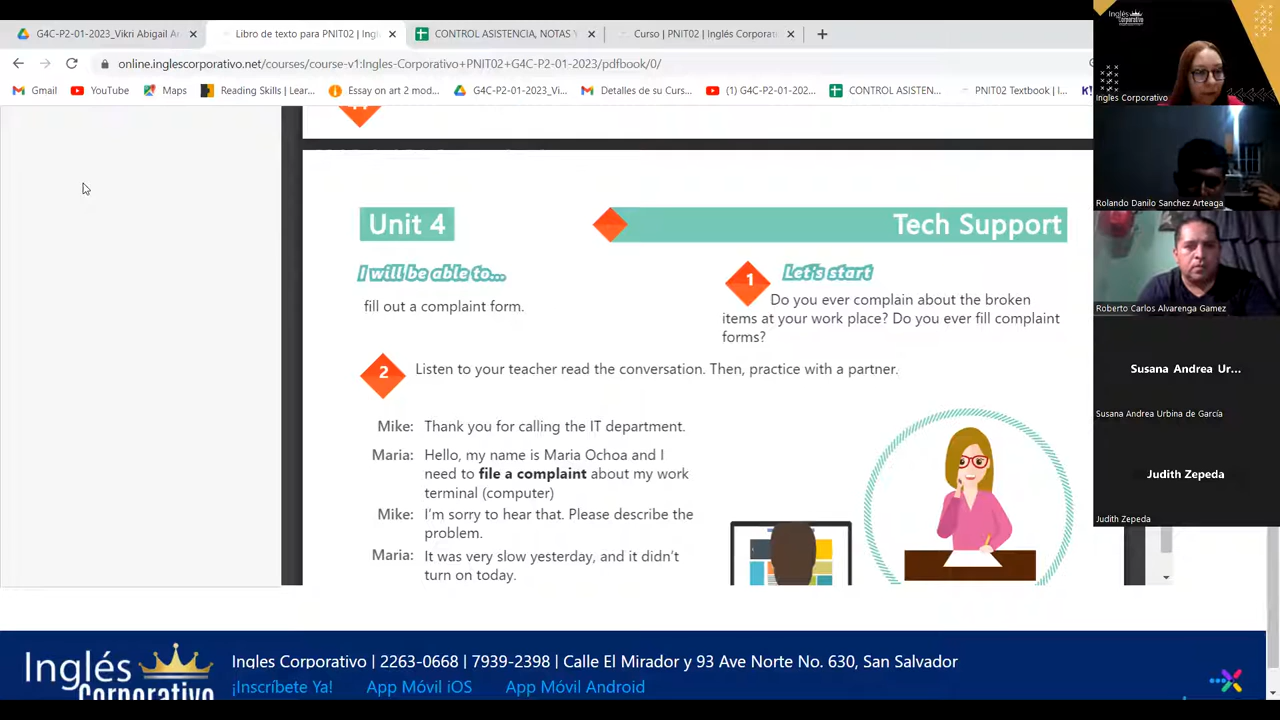 G4C-P2-01-2023_Vikri Abigail Ar
Libro de texto para PNIT02 | Ingl
CONTROL ASISTENCIA, NOTAS Y
Curso | PNIT02 | Inglés Corporati
online.inglescorporativo.net/courses/course-v1:Ingles-Corporativo+PNIT02+G4C-P2-01-2023/pdfbook/0/
Gmail
YouTube
Maps
Reading Skills | Lear...
Essay on art 2 mod...
G4C-P2-01-2023_Vi...
Detalles de su Curs...
(1) G4C-P2-01-202...
CONTROL ASISTEN...
PNIT02 Textbook | I...
Unit 4
Tech Support
I will be able to...
fill out a complaint form.
1
Let's start
Do you ever complain about the broken
items at your work place? Do you ever fill complaint
forms?
2
Listen to your teacher read the conversation. Then, practice with a partner.
Mike: Thank you for calling the IT department.
Maria: Hello, my name is Maria Ochoa and I
need to file a complaint about my work
terminal (computer)
Mike: I'm sorry to hear that. Please describe the
problem.
Maria: It was very slow yesterday, and it didn't
turn on today.
Inglés
Corporativo
Ingles Corporativo | 2263-0668 | 7939-2398 | Calle El Mirador y 93 Ave Norte No. 630, San Salvador
¡Inscríbete Ya!
App Móvil iOS
App Móvil Android
Inglés
Corporativo
Ingles Corporativo
Rolando Danilo Sanchez Arteaga
Roberto Carlos Alvarenga Gamez
Susana Andrea Ur...
Susana Andrea Urbina de García
Judith Zepeda
Judith Zepeda